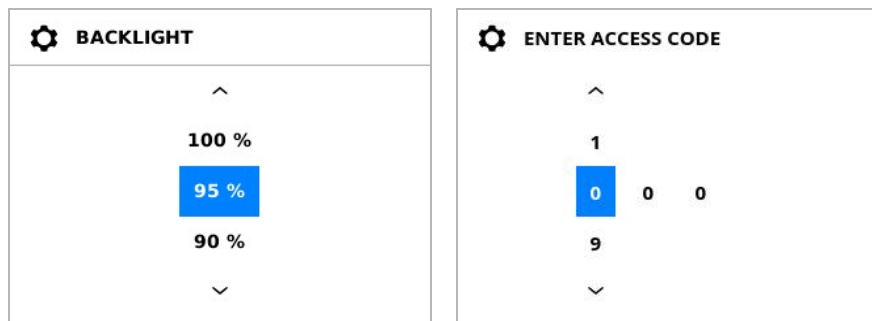 BACKLIGHT
100 %
95 %
90 %
ENTER ACCESS CODE
1
0 0 0
9